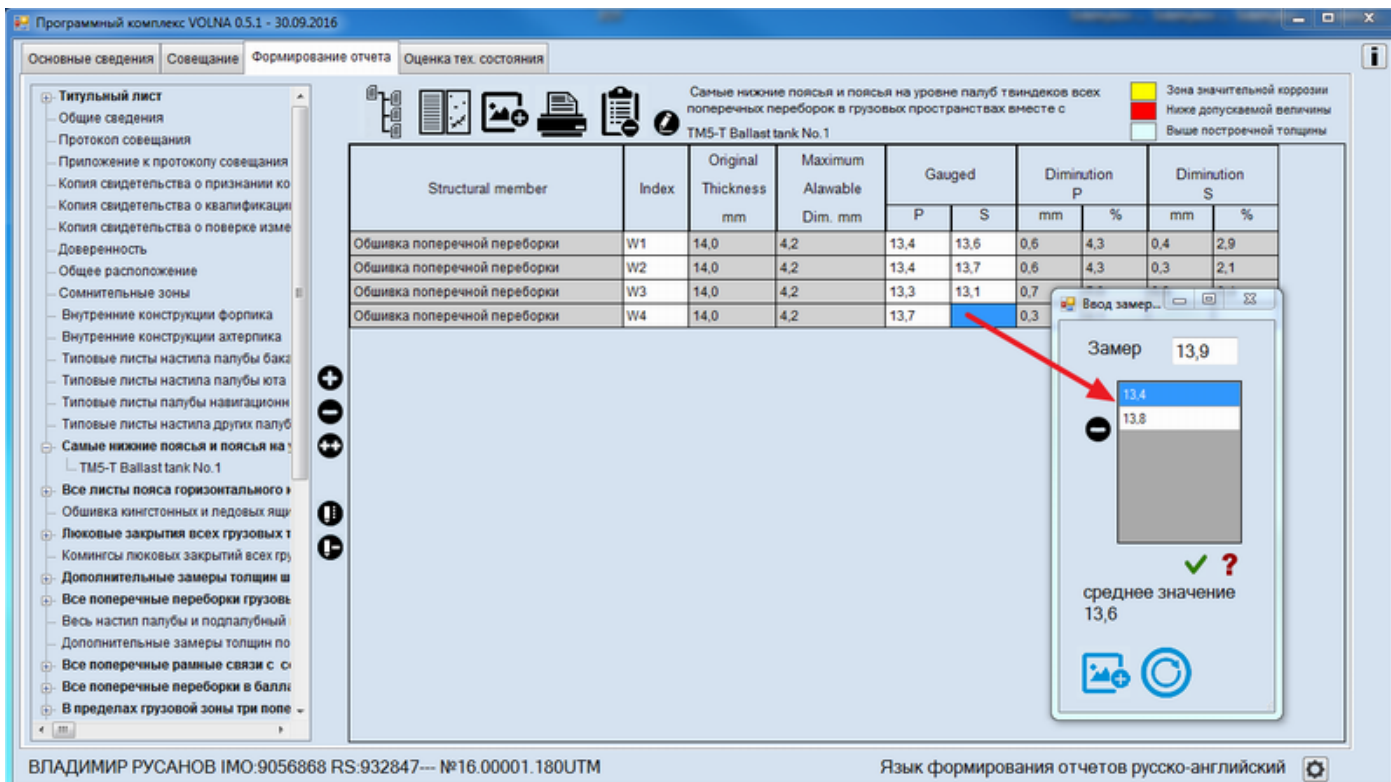 Программный комплекс VOLNA 0.5.1 - 30.09.2016
Основные сведения Совещание Формирование отчета Оценка тех. состояния
Титульный лист
Общие сведения
Протокол совещания
Приложение к протоколу совещания
Копия свидетельства о признании ко
Копия свидетельства о квалификаци
Копия свидетельства о поверке изме
Доверенность
Общее расположение
Сомнительные зоны
Внутренние конструкции форпика
Внутренние конструкции ахтерпика
Типовые листы настила палубы бака
Типовые листы настила палубы юта
Типовые листы палубы навигационн
Типовые листы настила других палуб
Самые нижние поясья и поясья на у
TM5-T Ballast tank No.1
Все листы пояса горизонтального к
Обшивка кингстонных и ледовых ящи
Люковые закрытия всех грузовых т
Комингсы люковых закрытий всех гру
Дополнительные замеры толщин ш
Все поперечные переборки грузовь
Весь настил палубы и подпалубный
Дополнительные замеры толщин по
Все поперечные рамные связи с со
Все поперечные переборки в балла
В пределах грузовой зоны три попе
Самые нижние поясья и поясья на уровне палуб твиндеков всех
поперечных переборок в грузовых пространствах вместе с
TM5-T Ballast tank No.1
Зона значительной коррозии
Ниже допускаемой величины
Выше построечной толщины
Structural member Index Original Thickness mm Maximum Alawable Dim. mm Gauged P S Diminution P mm % Diminution S mm %
Обшивка поперечной переборки W1 14,0 4,2 13,4 13,6 0,6 4,3 0,4 2,9
Обшивка поперечной переборки W2 14,0 4,2 13,4 13,7 0,6 4,3 0,3 2,1
Обшивка поперечной переборки W3 14,0 4,2 13,3 13,1 0,7
Обшивка поперечной переборки W4 14,0 4,2 13,7 0,3
Ввод замер...
Замер 13,9
13,4
13,8
среднее значение
13,6
ВЛАДИМИР РУСАНОВ IMO:9056868 RS:932847--- №16.00001.180UTM
Язык формирования отчетов русско-английский